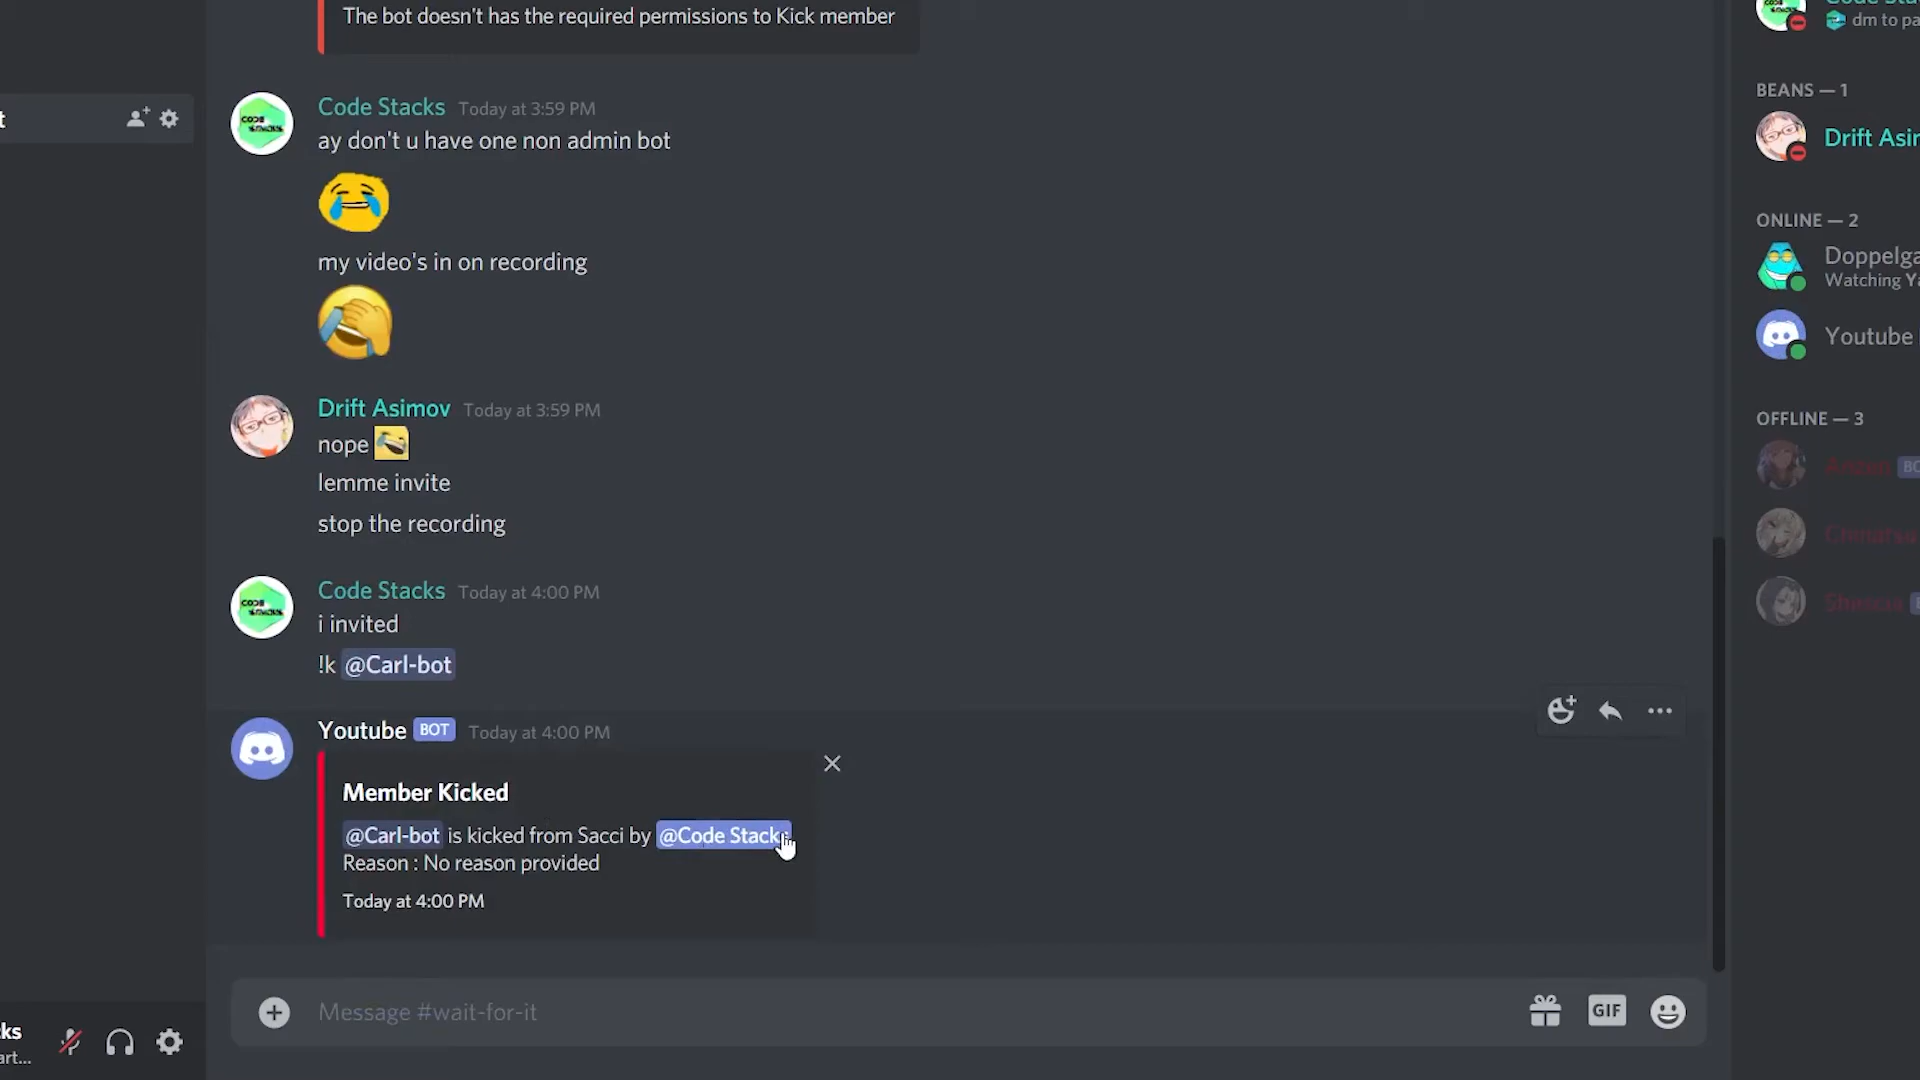 The bot doesn't has the required permissions to Kick member
Code Stacks Today at 3:59 PM
ay don't u have one non admin bot
my video's in on recording
Drift Asimov Today at 3:59 PM
nope
lemme invite
stop the recording
Code Stacks Today at 4:00 PM
i invited
!k @Carl-bot
Youtube BOT Today at 4:00 PM
Member Kicked
@Carl-bot is kicked from Sacci by @Code Stacks
Reason : No reason provided
Today at 4:00 PM
Message #wait-for-it
GIF
dm to pa
BEANS — 1
Drift Asim
ONLINE — 2
Doppelga
Watching Ya
Youtube
OFFLINE — 3